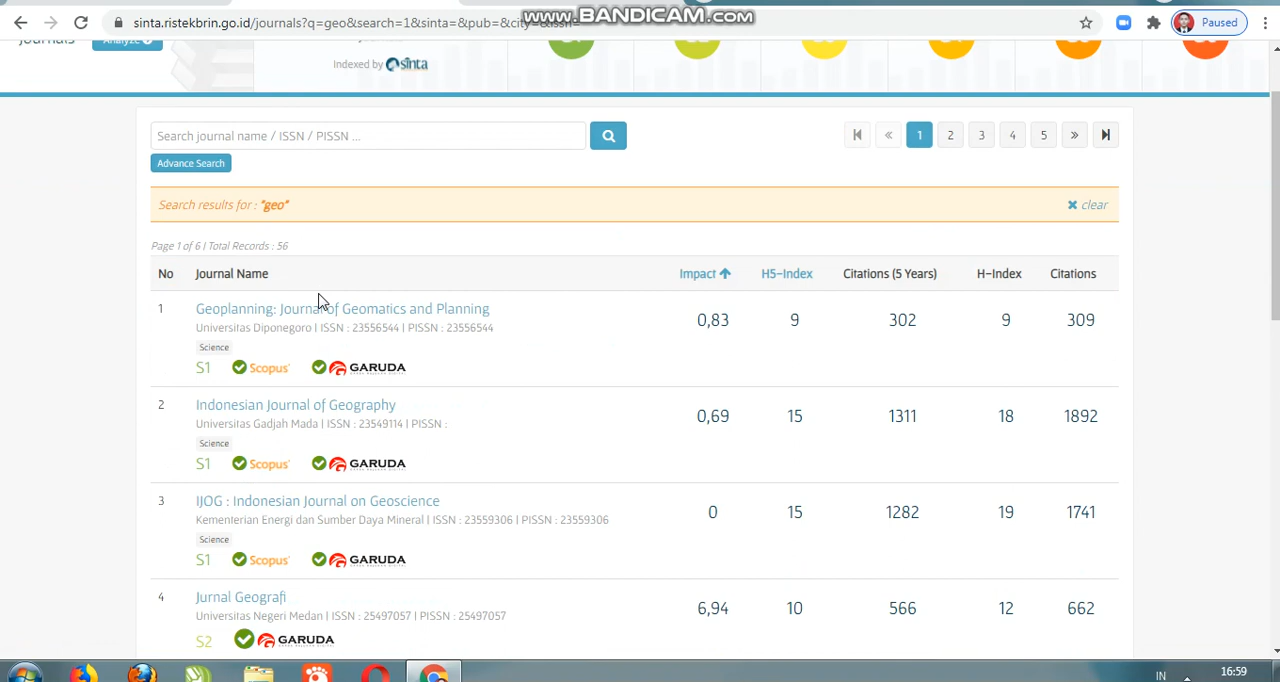 www.BANDICAM.com
sinta.ristekbrin.go.id/journals?q=geo&search=1&sinta=&pub=&city=&issn=
Paused
Journals
Analyze
Indexed by sinta
Search journal name / ISSN / PISSN ...
1 2 3 4 5
Advance Search
Search results for : "geo"
clear
Page 1 of 6 | Total Records : 56
No Journal Name Impact H5-Index Citations (5 Years) H-Index Citations
1 Geoplanning: Journal of Geomatics and Planning 0,83 9 302 9 309
Universitas Diponegoro | ISSN : 23556544 | PISSN : 23556544
Science
S1 Scopus GARUDA
2 Indonesian Journal of Geography 0,69 15 1311 18 1892
Universitas Gadjah Mada | ISSN : 23549114 | PISSN :
Science
S1 Scopus GARUDA
3 IJOG : Indonesian Journal on Geoscience 0 15 1282 19 1741
Kementerian Energi dan Sumber Daya Mineral | ISSN : 23559306 | PISSN : 23559306
Science
S1 Scopus GARUDA
4 Jurnal Geografi 6,94 10 566 12 662
Universitas Negeri Medan | ISSN : 25497057 | PISSN : 25497057
S2 GARUDA
IN 16:59